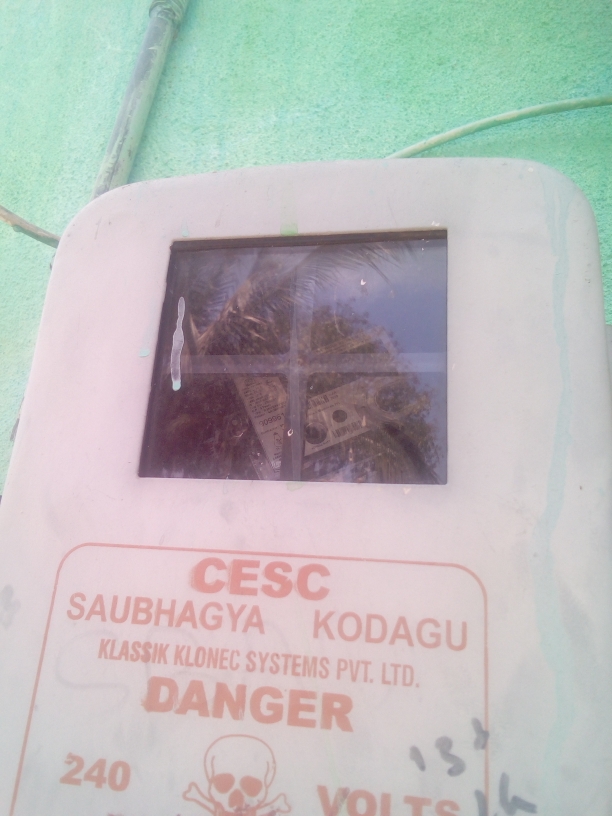 CESC
SAUBHAGYA KODAGU
KLASSIK KLONEC SYSTEMS PVT. LTD.
DANGER
240 VOLTS